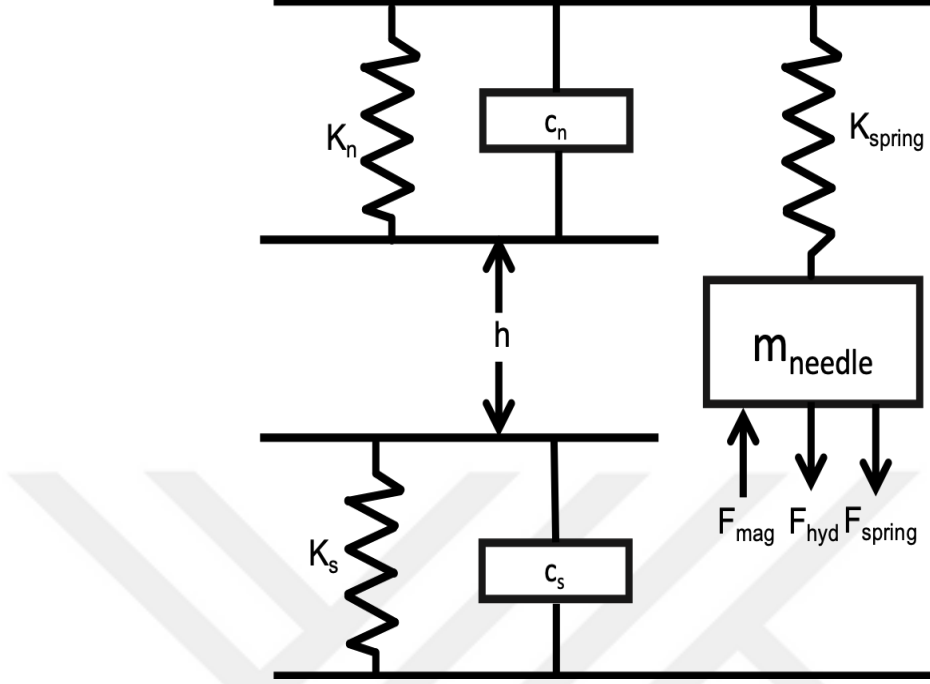 Kn
cn
Kspring
h
mneedle
Ks
cs
Fmag
Fhyd
Fspring